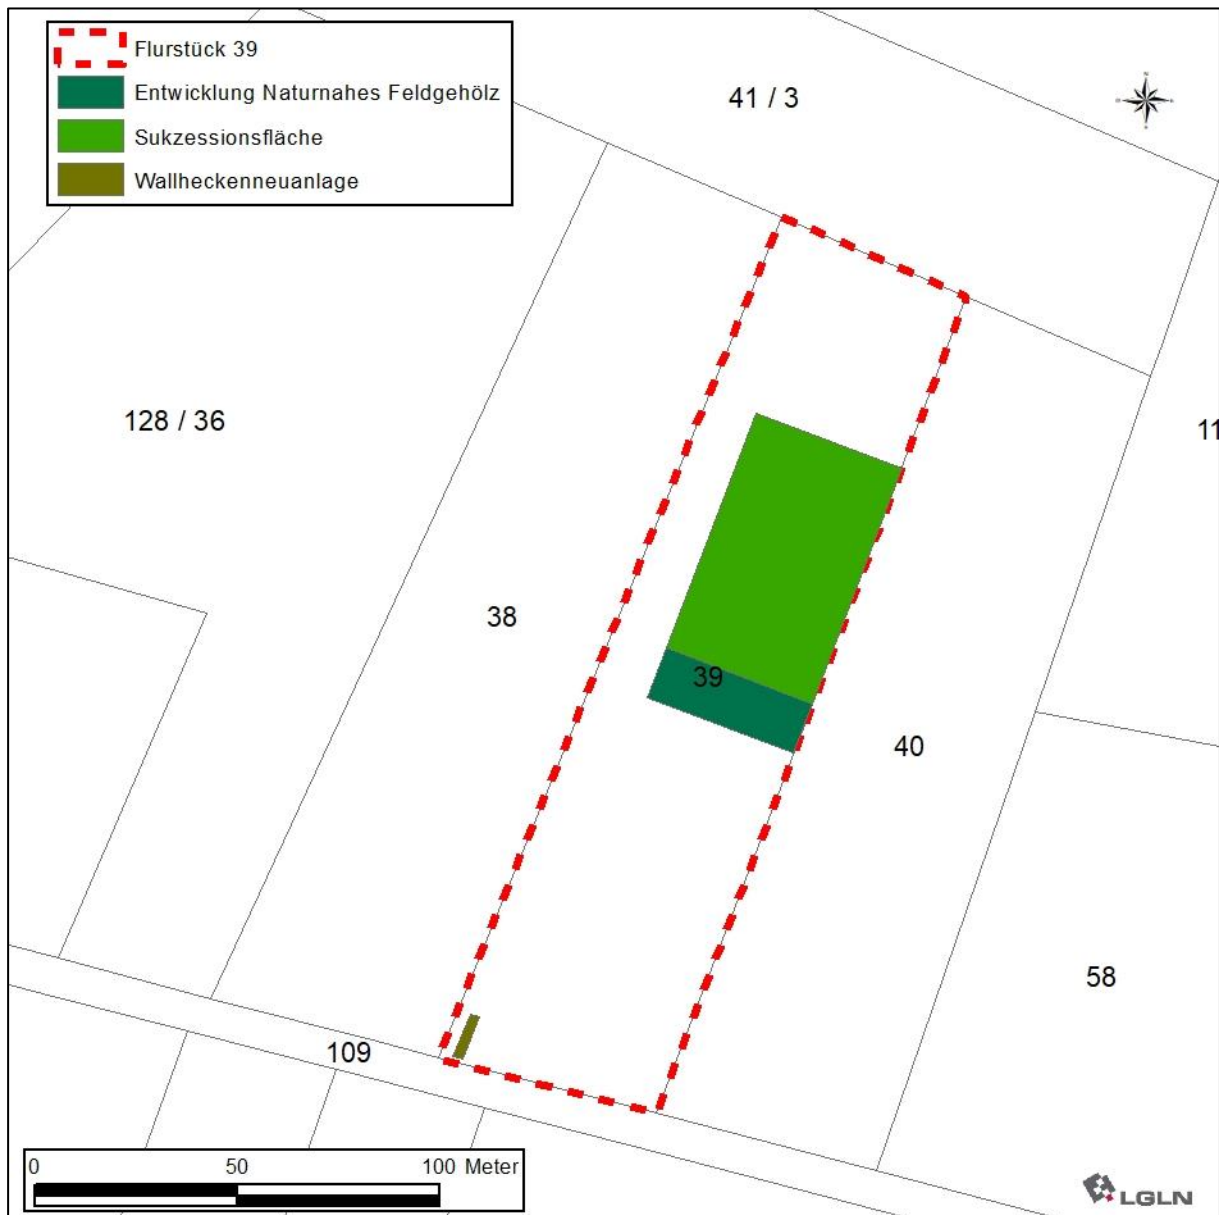 Flurstück 39
Entwicklung Naturnahes Feldgehölz
Sukzessionsfläche
Wallheckenneuanlage
41 / 3
N
128 / 36
11
38
39
40
58
109
0 50 100 Meter
LGLN